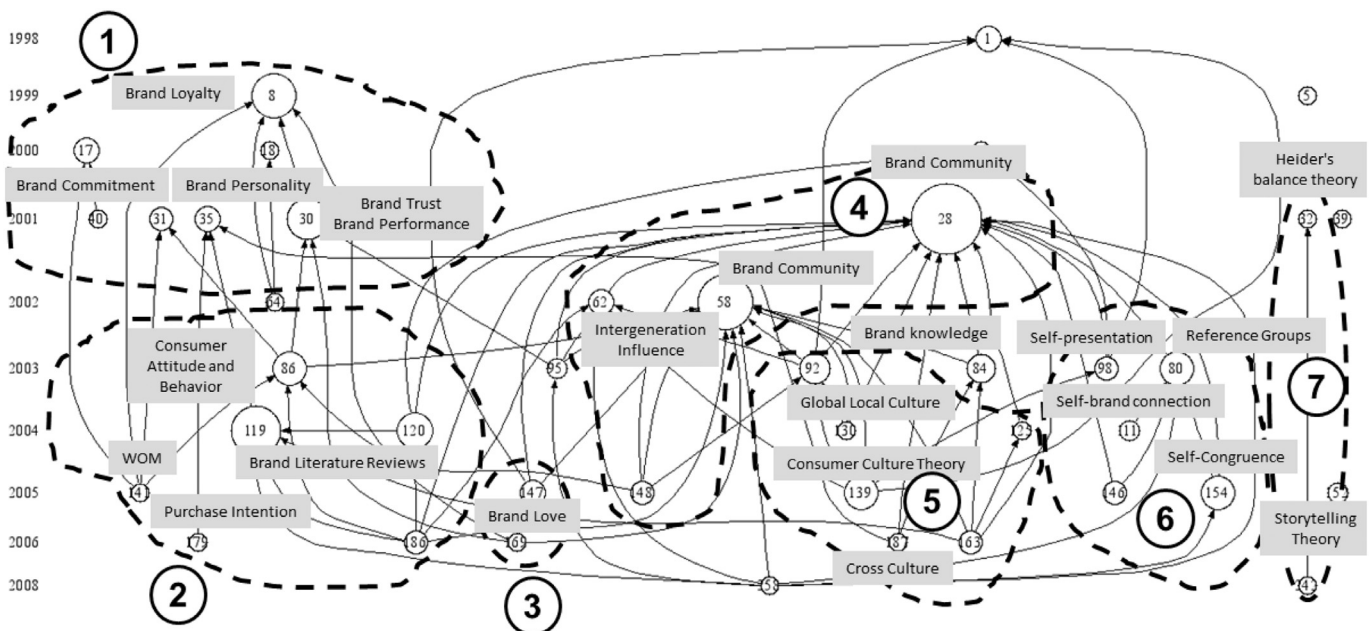 1998
1
1
1999
Brand Loyalty
8
5
2000
17
18
Brand Community
Heider's
balance theory
Brand Commitment
Brand Personality
Brand Trust
Brand Performance
4
2001
40
31
35
30
28
32
39
Brand Community
2002
64
62
58
Intergeneration
Influence
Brand knowledge
Self-presentation
Reference Groups
Consumer
Attitude and
Behavior
2003
86
95
92
84
98
80
7
Global Local Culture
Self-brand connection
2004
119
120
130
125
WOM
Brand Literature Reviews
Consumer Culture Theory
Self-Congruence
2005
147
148
139
5
146
154
Purchase Intention
Brand Love
6
Storytelling
Theory
2006
179
186
169
163
Cross Culture
2
3
2008